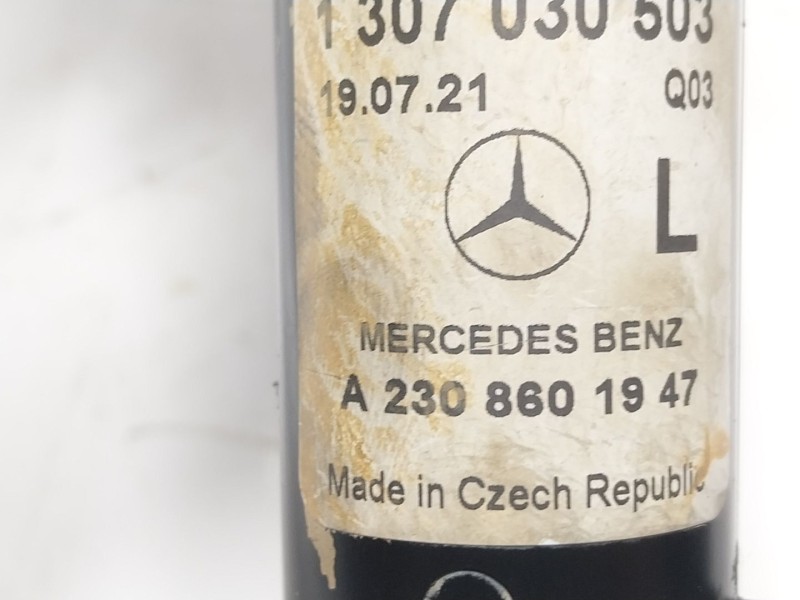 1 307 030 503
19.07.21 Q03
L
MERCEDES BENZ
A 230 860 19 47
Made in Czech Republic